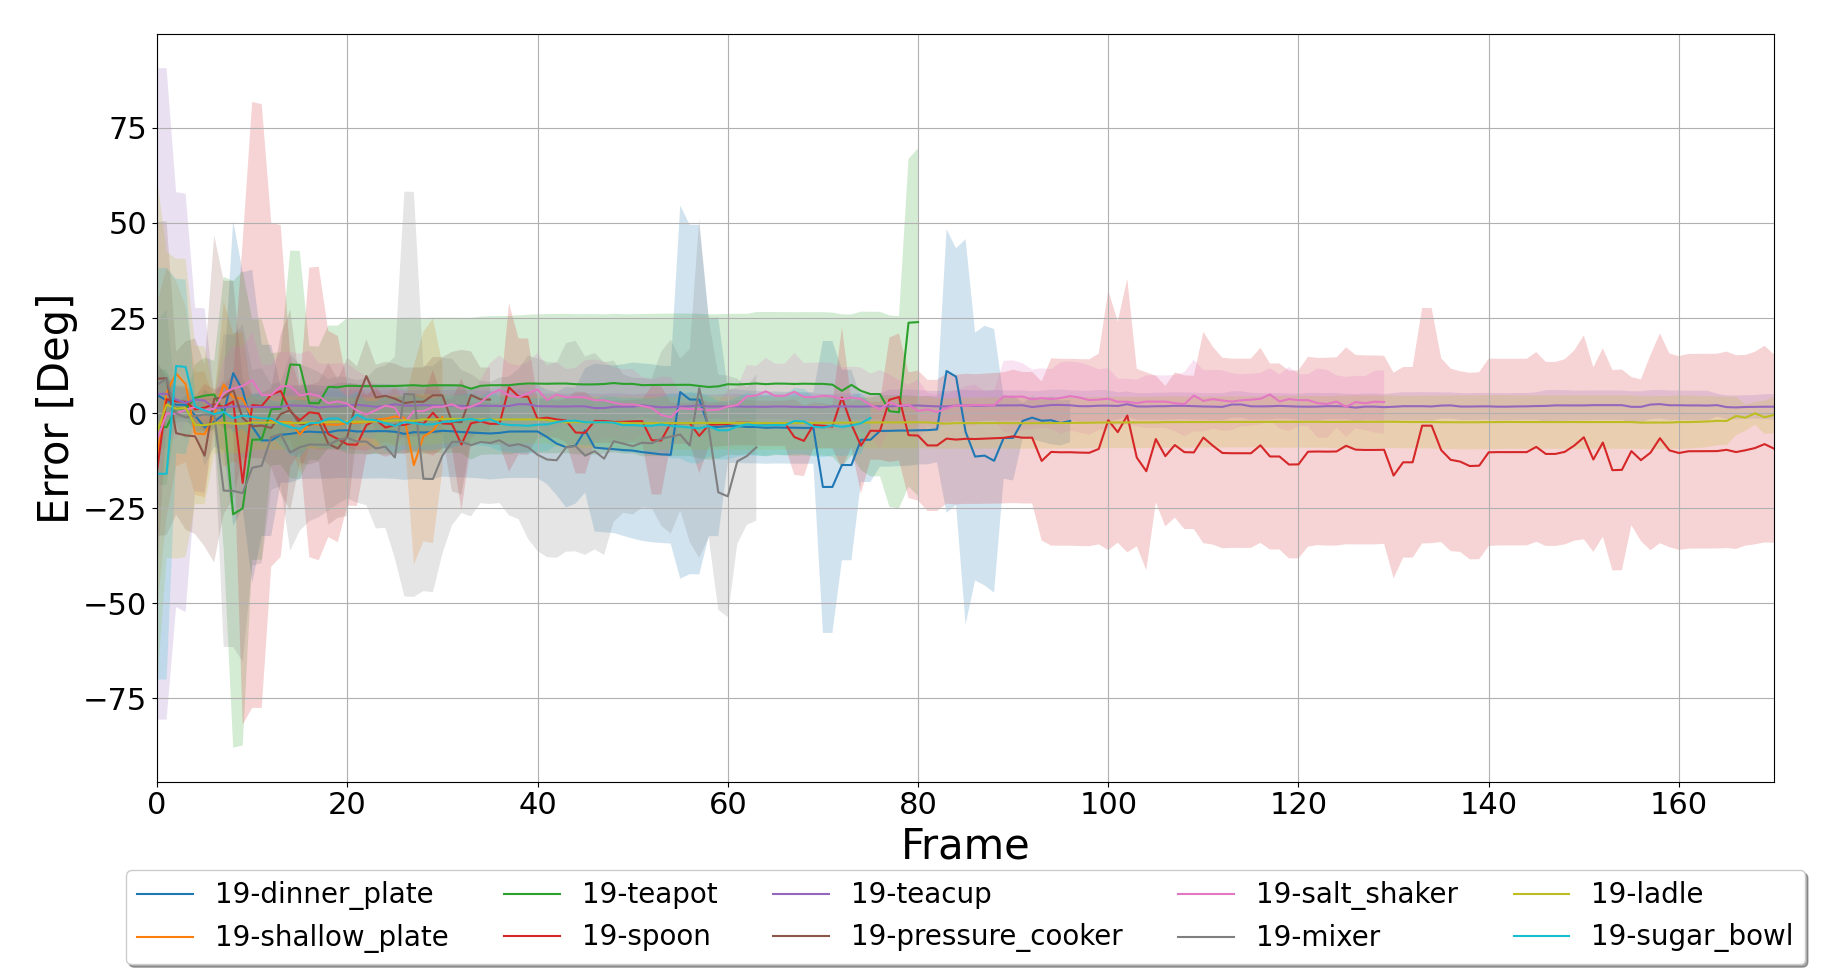 75
50
25
0
−25
−50
−75
Error [Deg]
0 20 40 60 80 100 120 140 160
Frame
19-dinner_plate 19-teapot 19-teacup 19-salt_shaker 19-ladle
19-shallow_plate 19-spoon 19-pressure_cooker 19-mixer 19-sugar_bowl